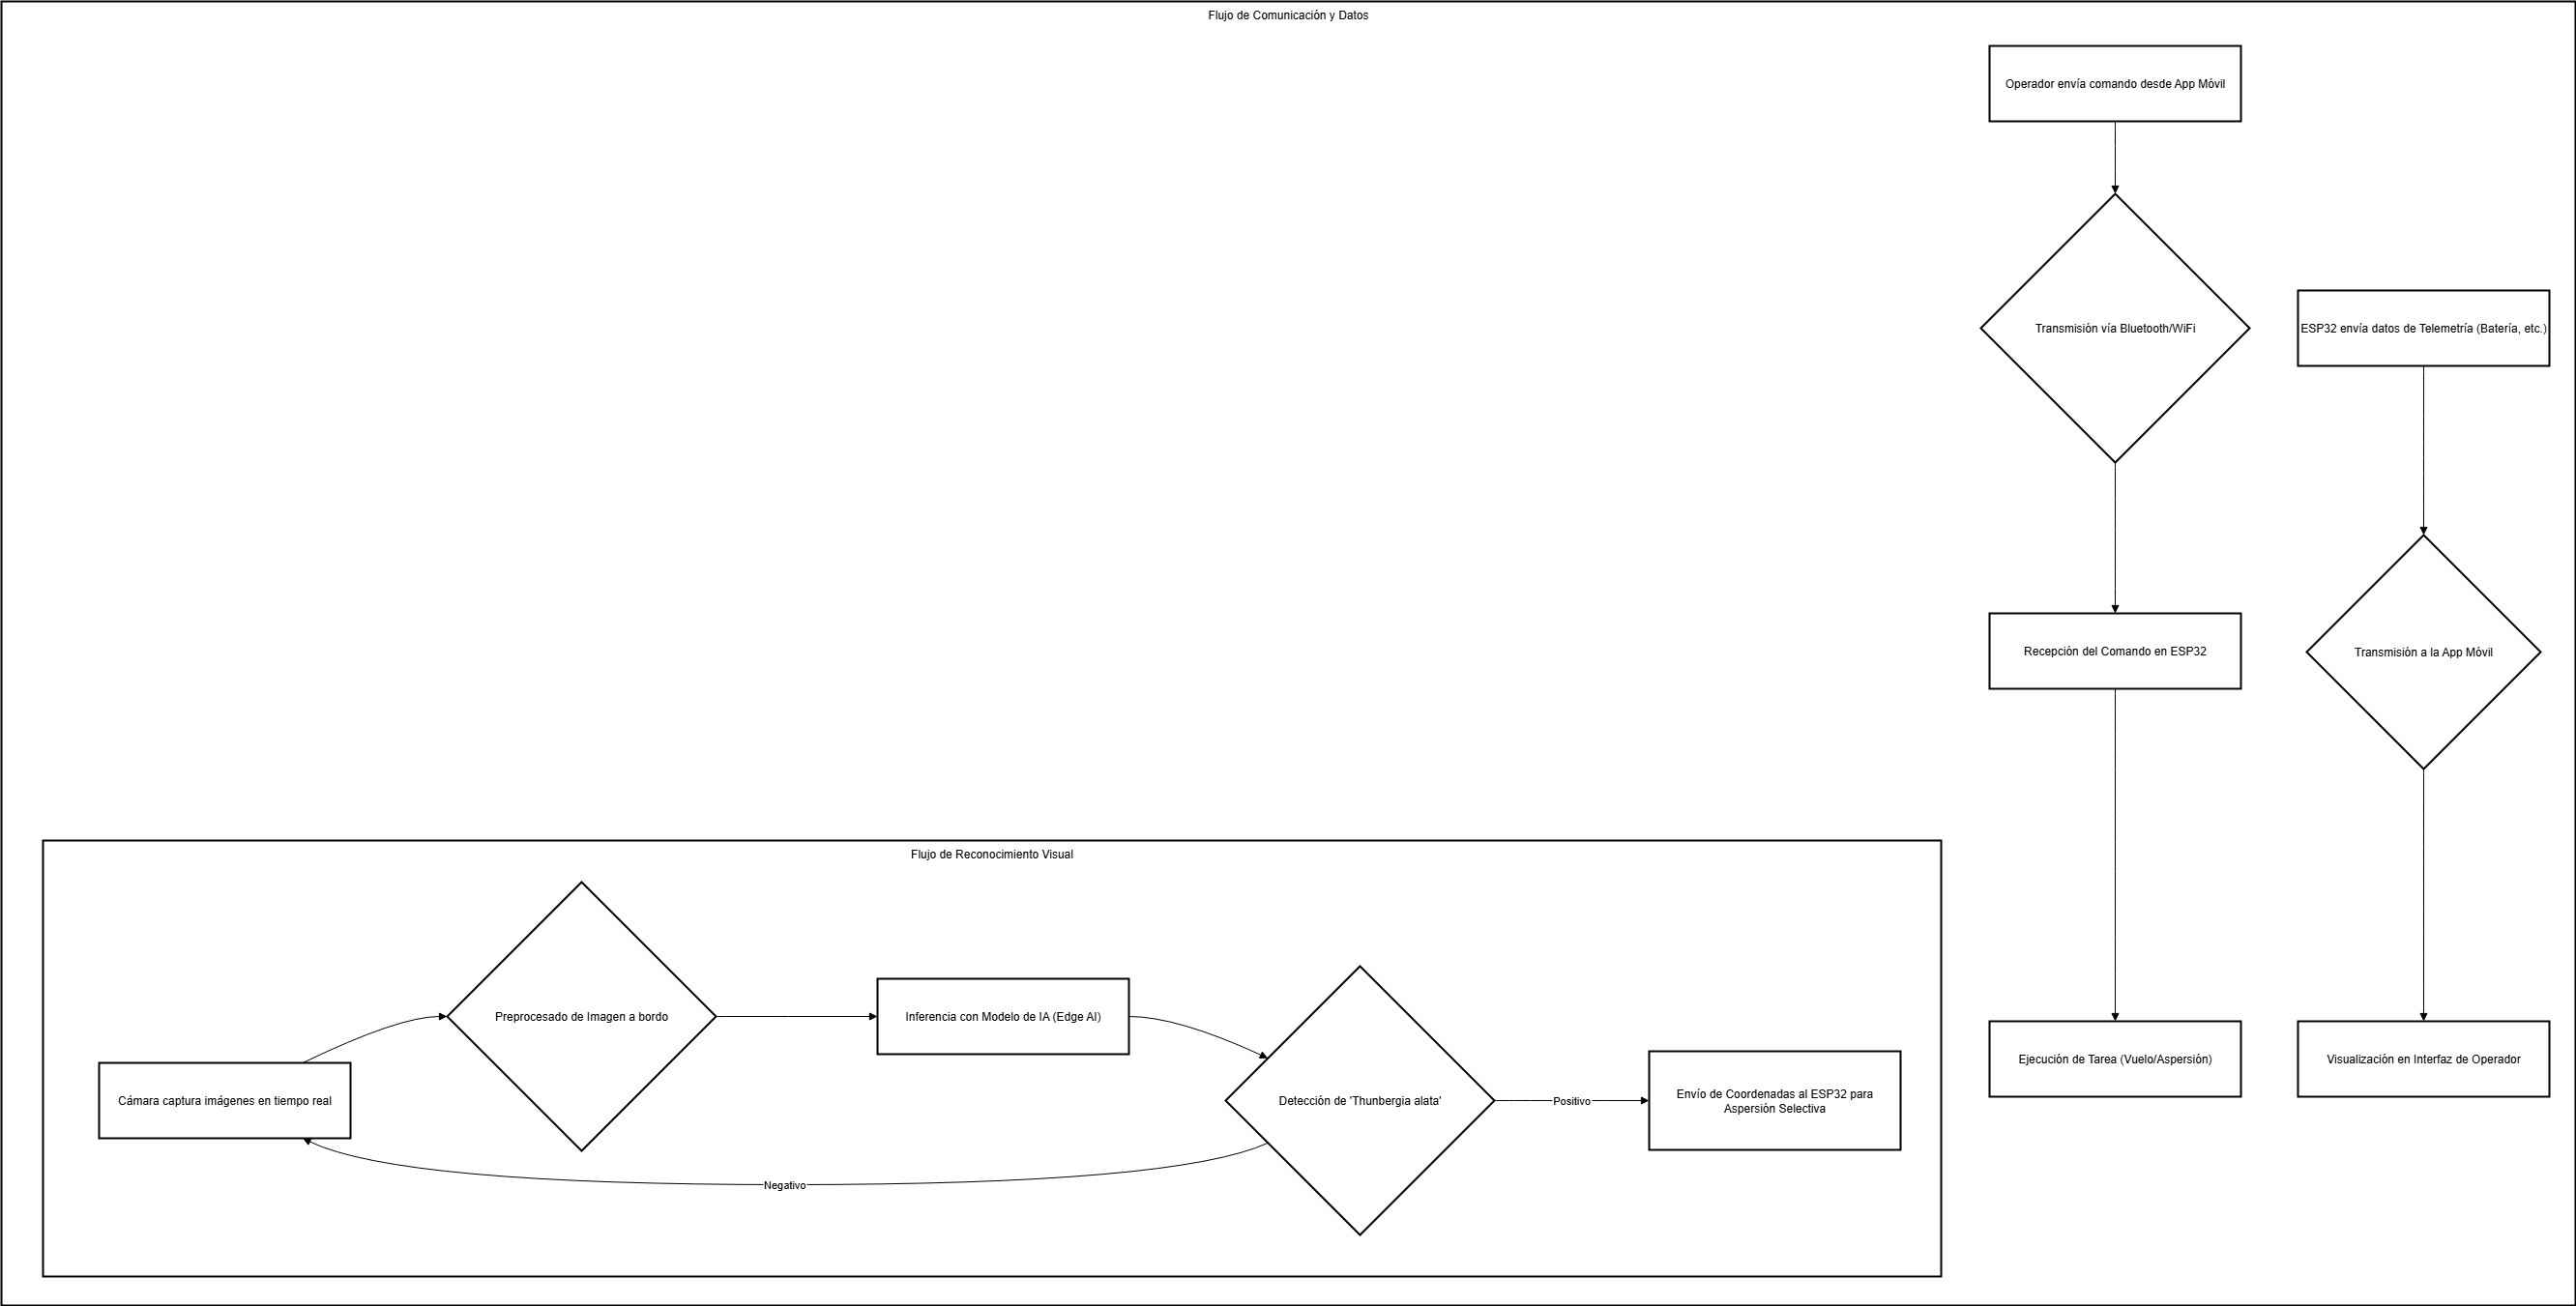 Flujo de Comunicación y Datos
Operador envía comando desde App Móvil
Transmisión vía Bluetooth/WiFi
ESP32 envía datos de Telemetría (Batería, etc.)
Recepción del Comando en ESP32
Transmisión a la App Móvil
Flujo de Reconocimiento Visual
Preprocesado de Imagen a bordo
Inferencia con Modelo de IA (Edge AI)
Ejecución de Tarea (Vuelo/Aspersión)
Visualización en Interfaz de Operador
Cámara captura imágenes en tiempo real
Detección de 'Thunbergia alata'
Positivo
Envío de Coordenadas al ESP32 para
Aspersión Selectiva
Negativo